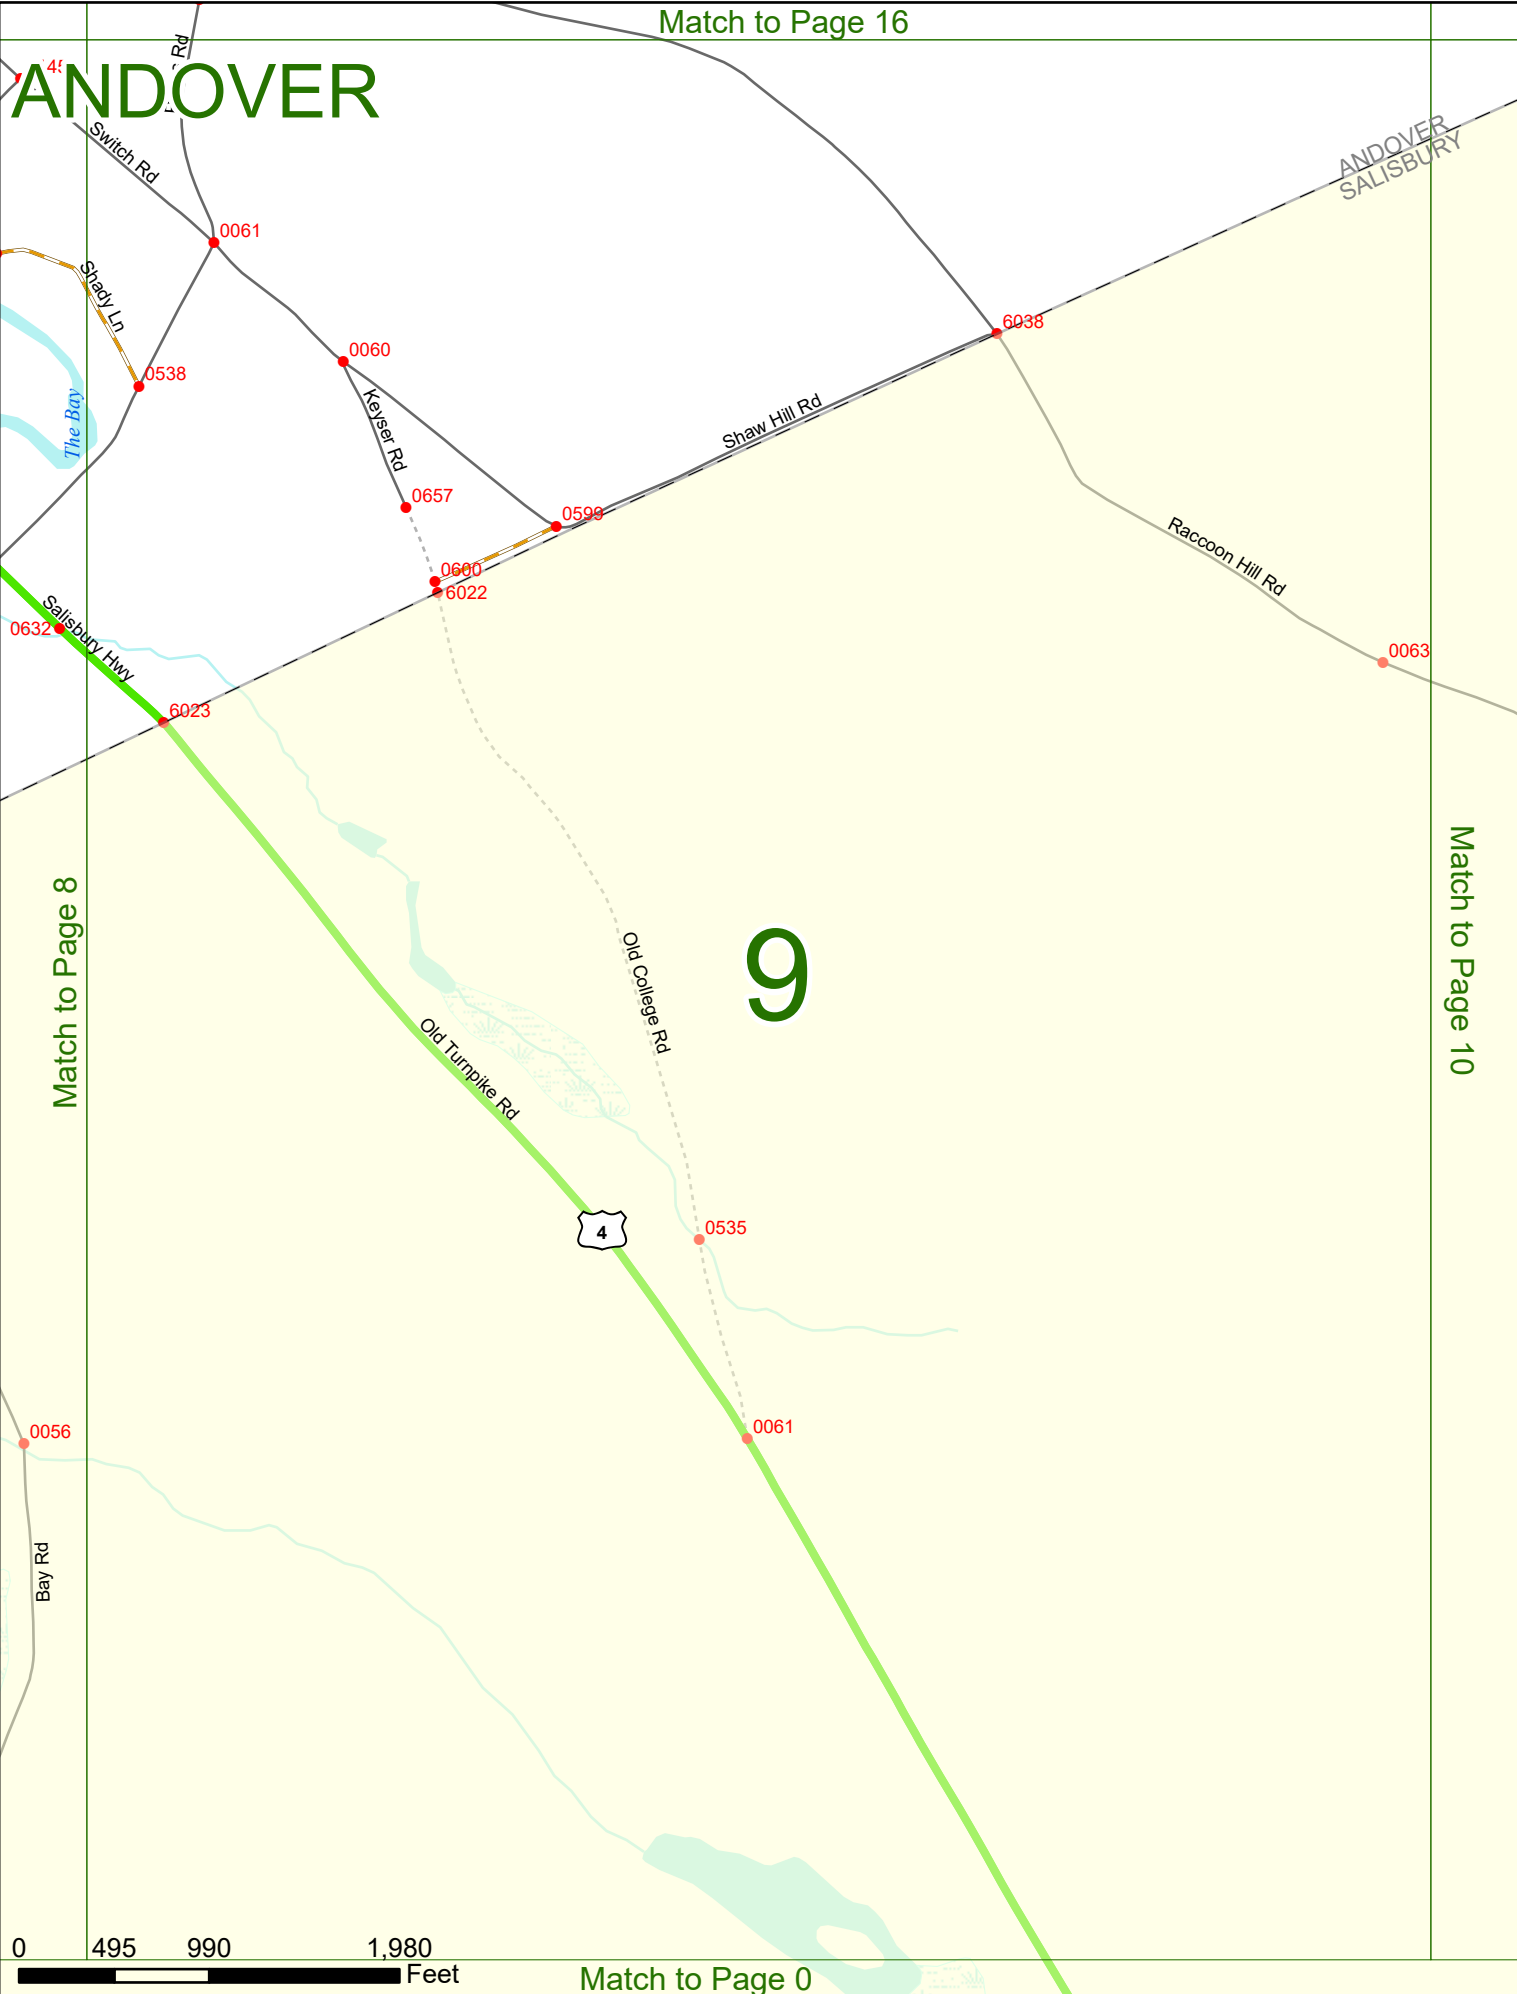 Match to Page 16
Rd
ANDOVER
Switch Rd
ANDOVER
SALISBURY
0061
Shady Ln
6038
0060
0538
The Bay
Keyser Rd
Shaw Hill Rd
0657
0599
Raccoon Hill Rd
0600
6022
Salisbury Hwy
0632
0063
6023
Match to Page 8
Match to Page 10
9
Old College Rd
Old Turnpike Rd
4
0535
0061
0056
Bay Rd
0 495 990 1,980
Feet
Match to Page 0